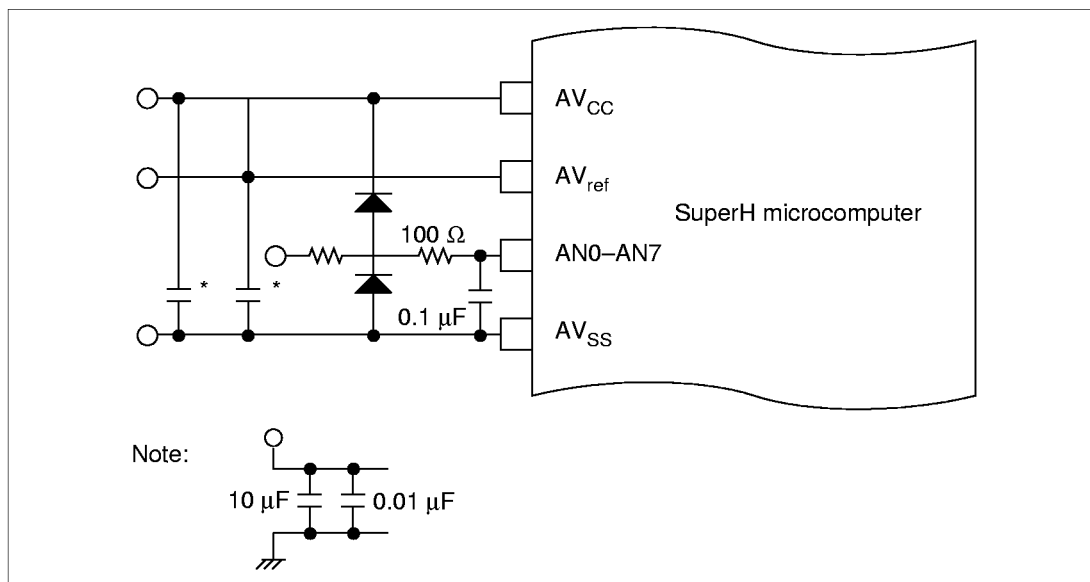 AVCC
AVref
SuperH microcomputer
100 Ω
AN0–AN7
*
*
0.1 μF
AVSS
Note:
10 μF
0.01 μF